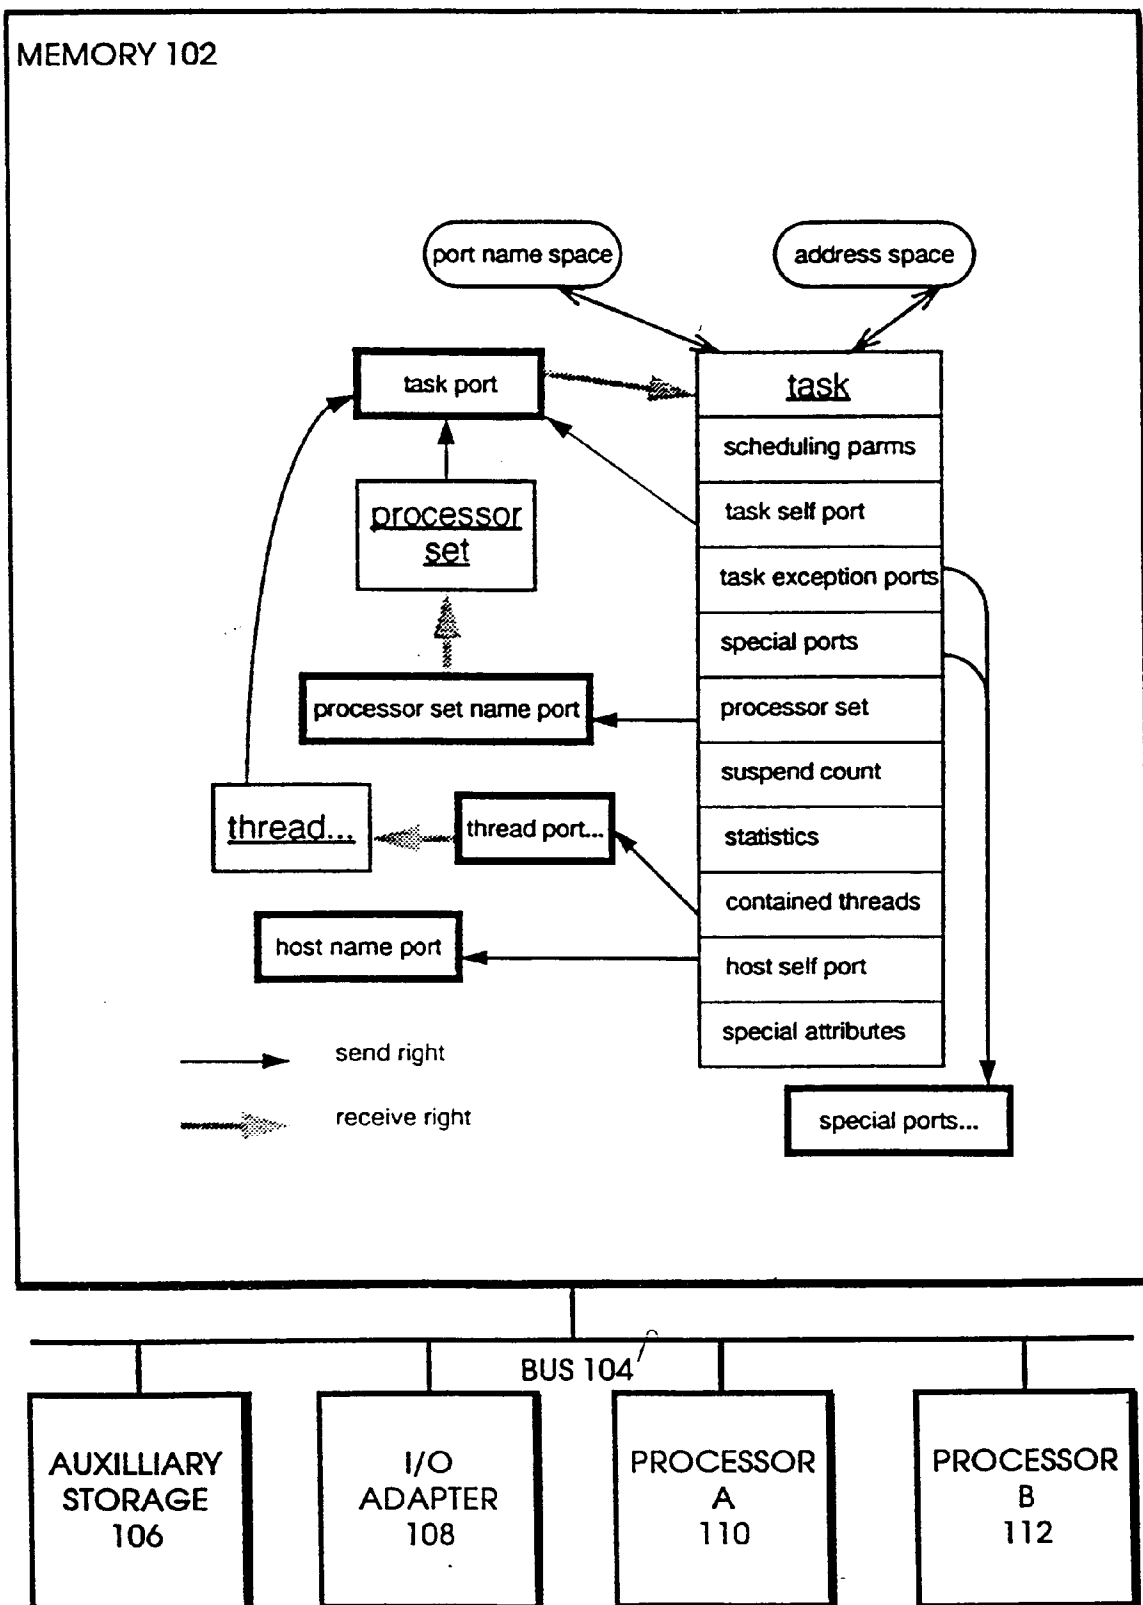 MEMORY 102
port name space
address space
task port
task
scheduling parms
processor
set
task self port
task exception ports
special ports
processor set name port
processor set
suspend count
thread...
thread port...
statistics
contained threads
host name port
host self port
special attributes
send right
receive right
special ports...
BUS 104
AUXILLIARY
STORAGE
106
I/O
ADAPTER
108
PROCESSOR
A
110
PROCESSOR
B
112